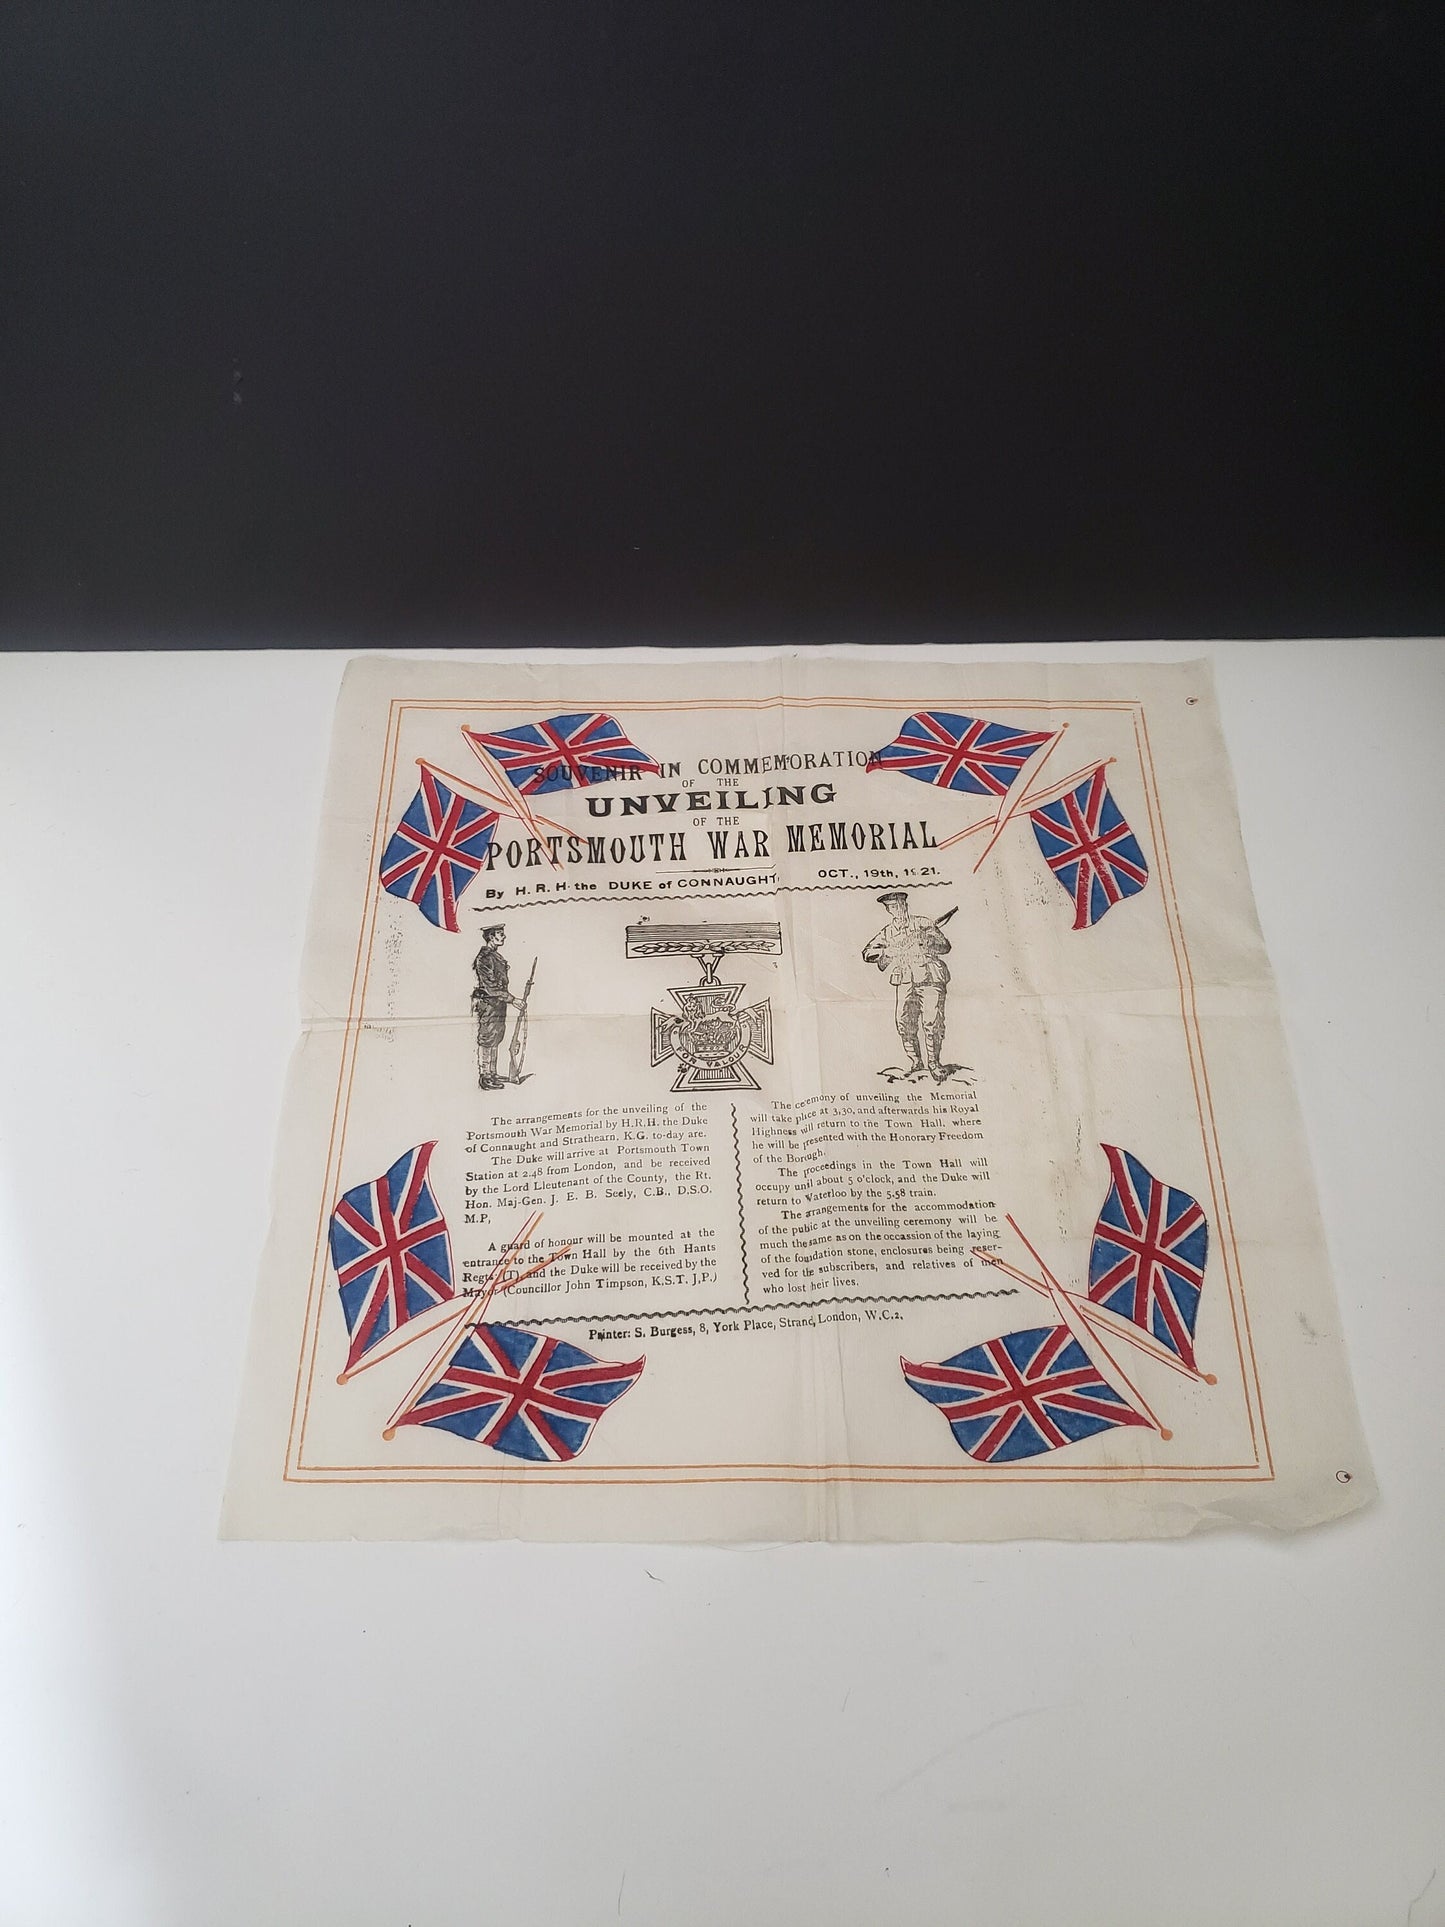 SOUVENIR IN COMMEMORATION
OF THE
UNVEILING
OF THE
PORTSMOUTH WAR MEMORIAL
By H. R. H. the DUKE of CONNAUGHT OCT., 19th, 1921.
FOR VALOUR
The arrangements for the unveiling of the
Portsmouth War Memorial by H.R.H. the Duke
of Connaught and Strathearn. K.G. to-day are.
The Duke will arrive at Portsmouth Town
Station at 2.48 from London, and be received
by the Lord Lleutenant of the County, the Rt.
Hon. Maj-Gen. J. E. B. Seely, C.B., D.S.O.
M.P,
A guard of honour will be mounted at the
entrance to the Town Hall by the 6th Hants
Regts' (T), and the Duke will be received by the
Mayor (Councillor John Timpson, K.S.T. J,P.)
The ceremony of unveiling the Memorial
will take place at 3,30, and afterwards his Royal
Highness will return to the Town Hall, where
he will be presented with the Honorary Freedom
of the Borough.
The proceedings in the Town Hall will
occupy until about 5 o'clock, and the Duke will
return to Waterloo by the 5.58 train.
The arrangements for the accommodation
of the public at the unveiling ceremony will be
much the same as on the occassion of the laying
of the foundation stone, enclosures being reser-
ved for the subscribers, and relatives of men
who lost their lives.
Painter: S. Burgess, 8, York Place, Strand, London, W.C.2.